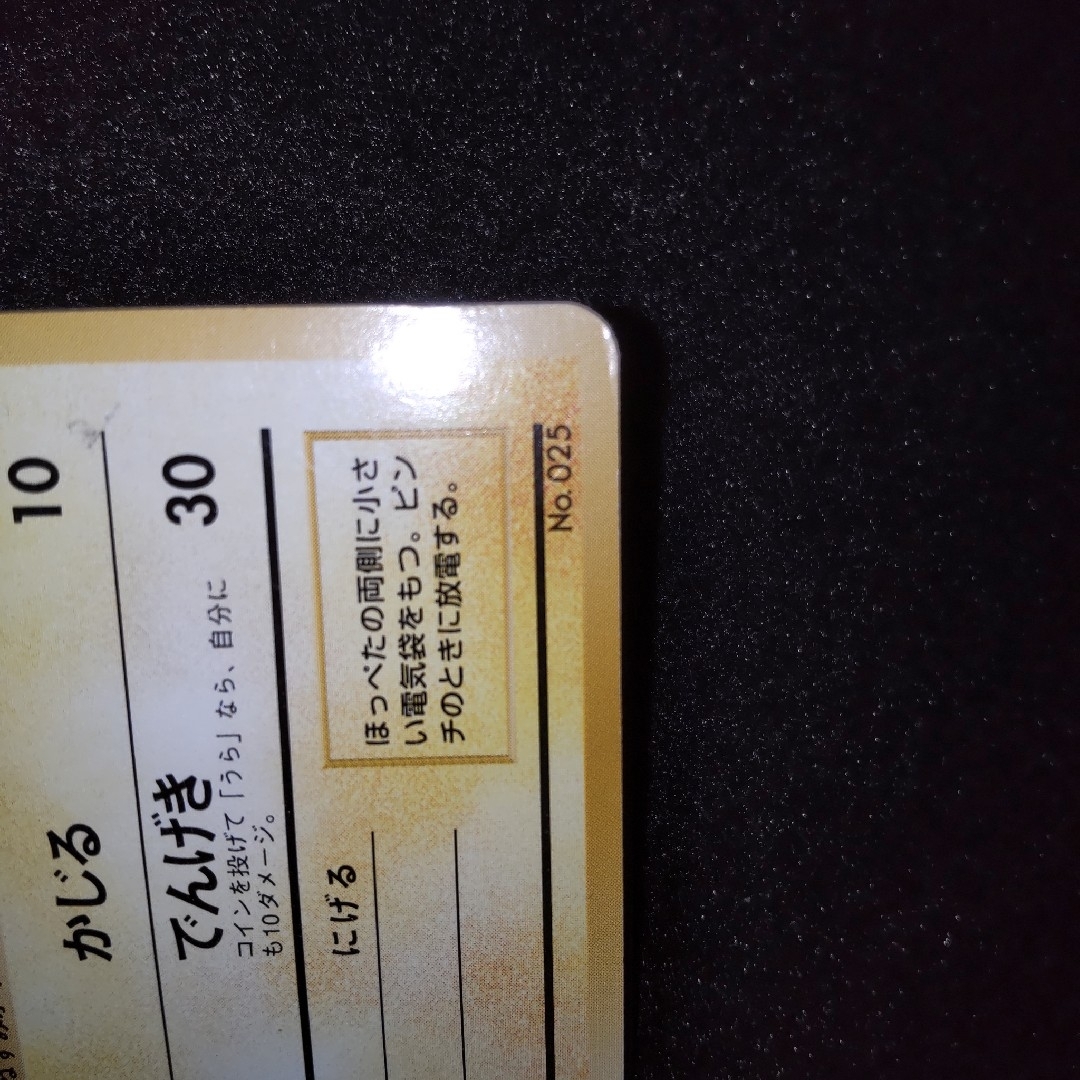 かじる 10
でんげき 30
コインを投げて「うら」なら、自分に
も10ダメージ。
にげる
ほっぺたの両側に小さ
い電気袋をもつ。ピン
チのときに放電する。
No.025